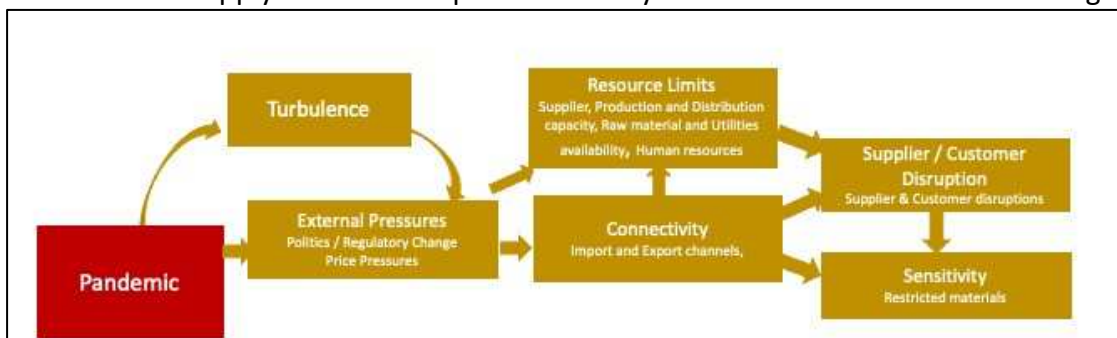 Turbulence
Resource Limits
Supplier, Production and Distribution
capacity, Raw material and Utilities
availability, Human resources
Supplier / Customer
Disruption
Supplier & Customer disruptions
External Pressures
Politics / Regulatory Change
Price Pressures
Connectivity
Import and Export channels,
Pandemic
Sensitivity
Restricted materials